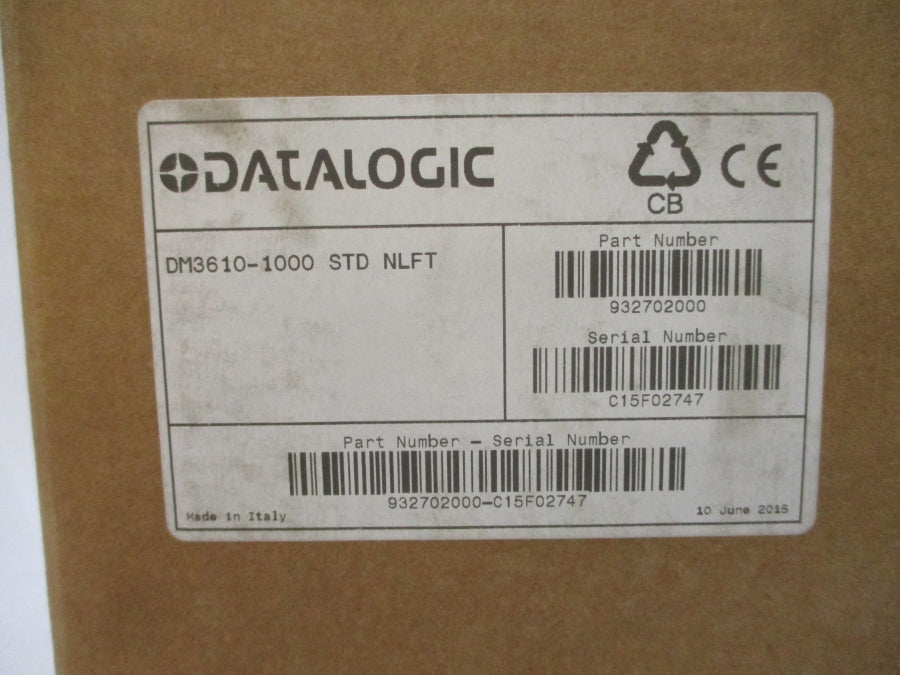 DATALOGIC
CE
CB
DM3610-1000 STD NLFT
Part Number
932702000
Serial Number
C15F02747
Part Number - Serial Number
932702000-C15F02747
Made in Italy
10 June 2015